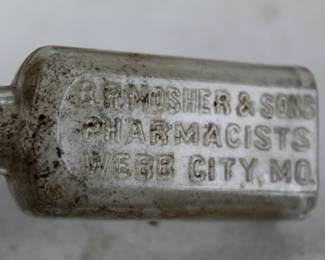 R.R. MOSHER & SONS
PHARMACISTS
WEBB CITY, MO.